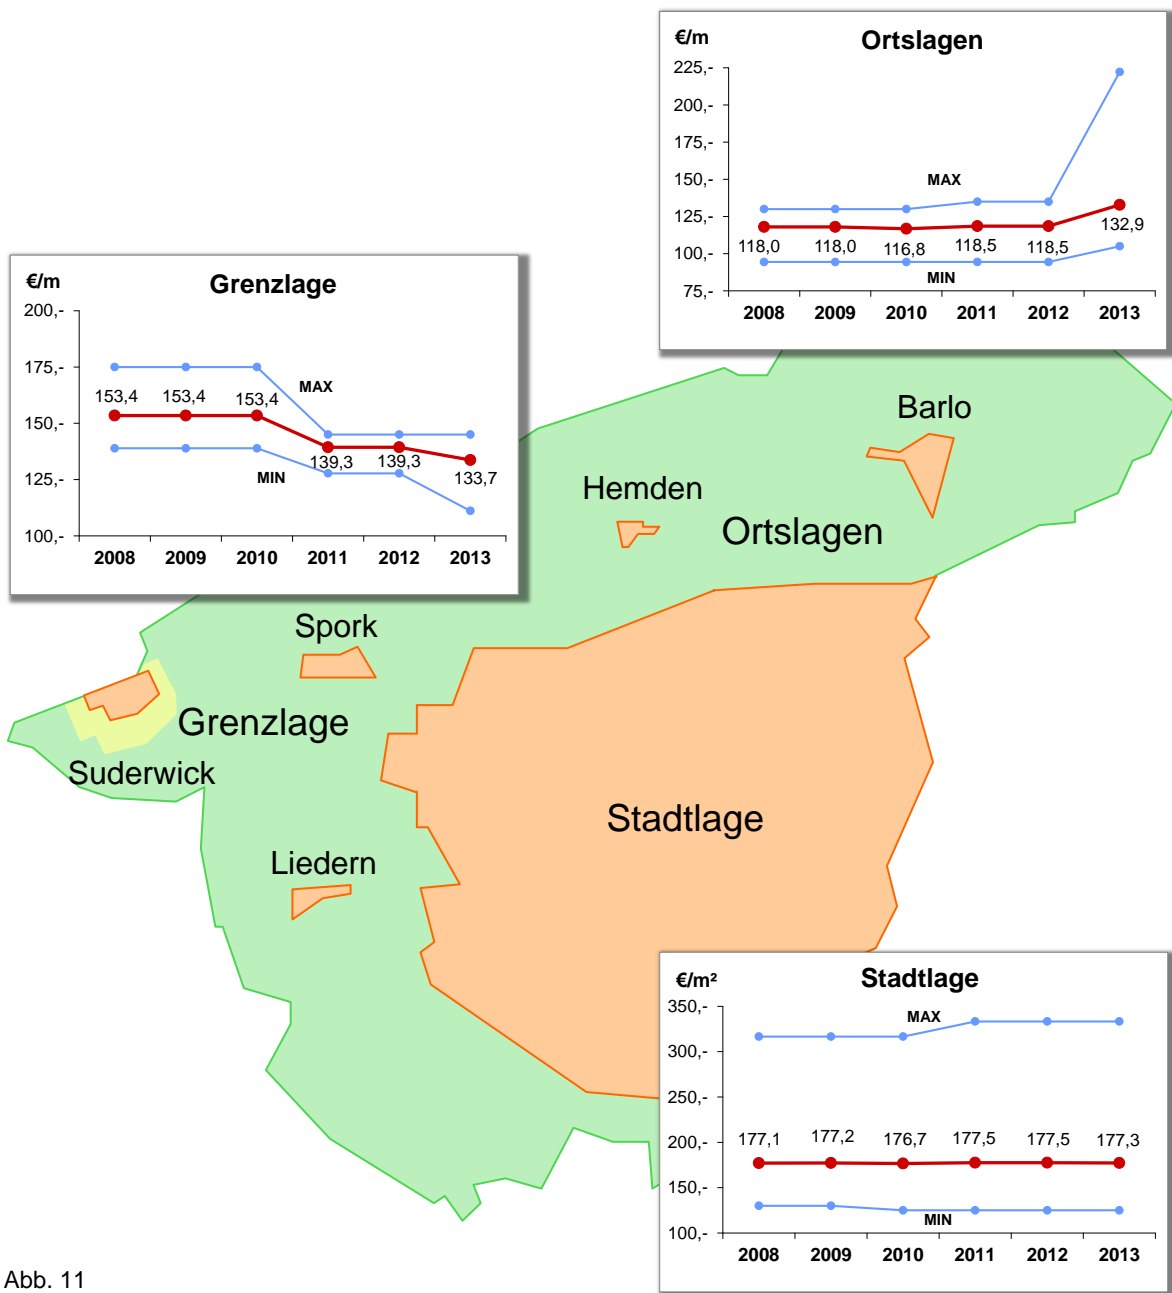 €/m
Ortslagen
225,-
200,-
175,-
150,-
125,-
100,-
75,-
MAX
118,0 118,0 116,8 118,5 118,5 132,9
MIN
2008 2009 2010 2011 2012 2013
€/m
Grenzlage
200,-
175,-
150,-
125,-
100,-
MAX
153,4 153,4 153,4 139,3 139,3 133,7
MIN
2008 2009 2010 2011 2012 2013
Barlo
Hemden
Ortslagen
Spork
Grenzlage
Suderwick
Stadtlage
Liedern
€/m²
Stadtlage
350,-
300,-
250,-
200,-
150,-
100,-
MAX
177,1 177,2 176,7 177,5 177,5 177,3
MIN
2008 2009 2010 2011 2012 2013
Abb. 11